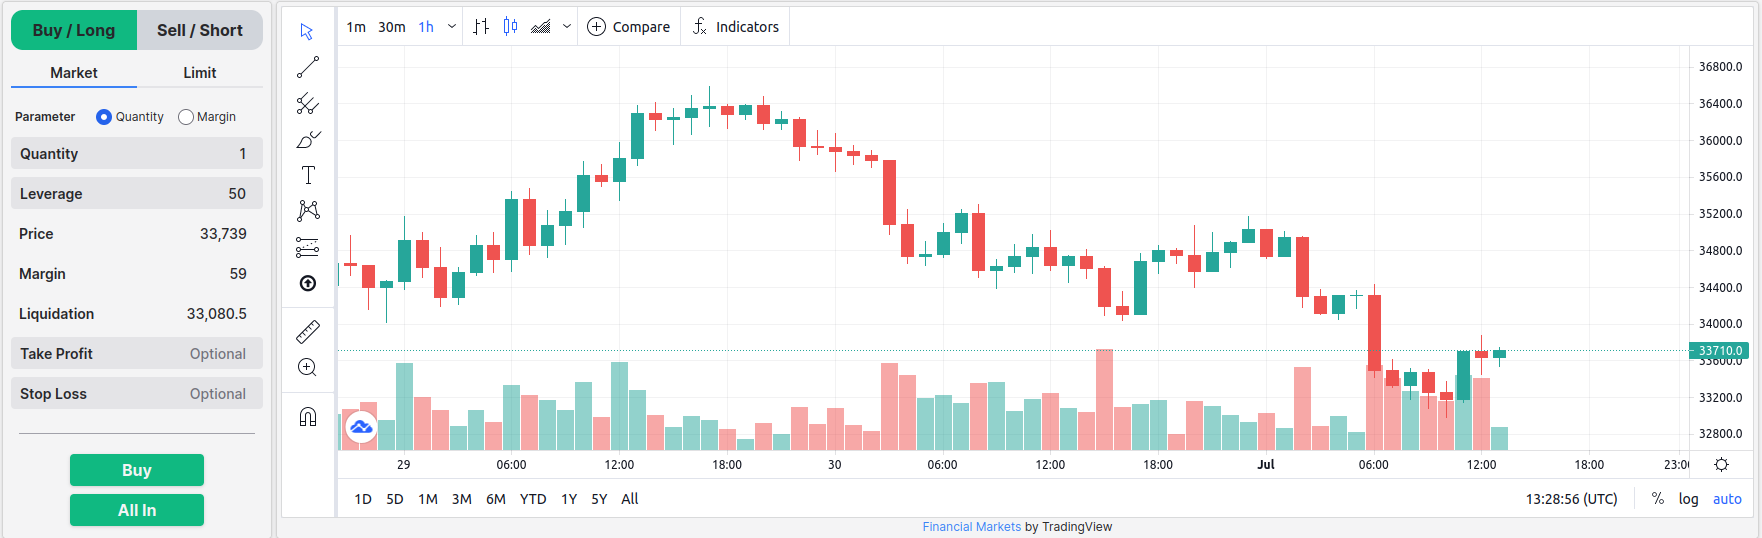 Buy / Long Sell / Short
Market Limit
Parameter Quantity Margin
Quantity 1
Leverage 50
Price 33,739
Margin 59
Liquidation 33,080.5
Take Profit Optional
Stop Loss Optional
Buy
All In
1m 30m 1h Compare Indicators
36800.0
36400.0
36000.0
35600.0
35200.0
34800.0
34400.0
34000.0
33710.0
33600.0
33200.0
32800.0
29 06:00 12:00 18:00 30 06:00 12:00 18:00 Jul 06:00 12:00 18:00 23:00
1D 5D 1M 3M 6M YTD 1Y 5Y All 13:28:56 (UTC) % log auto
Financial Markets by TradingView